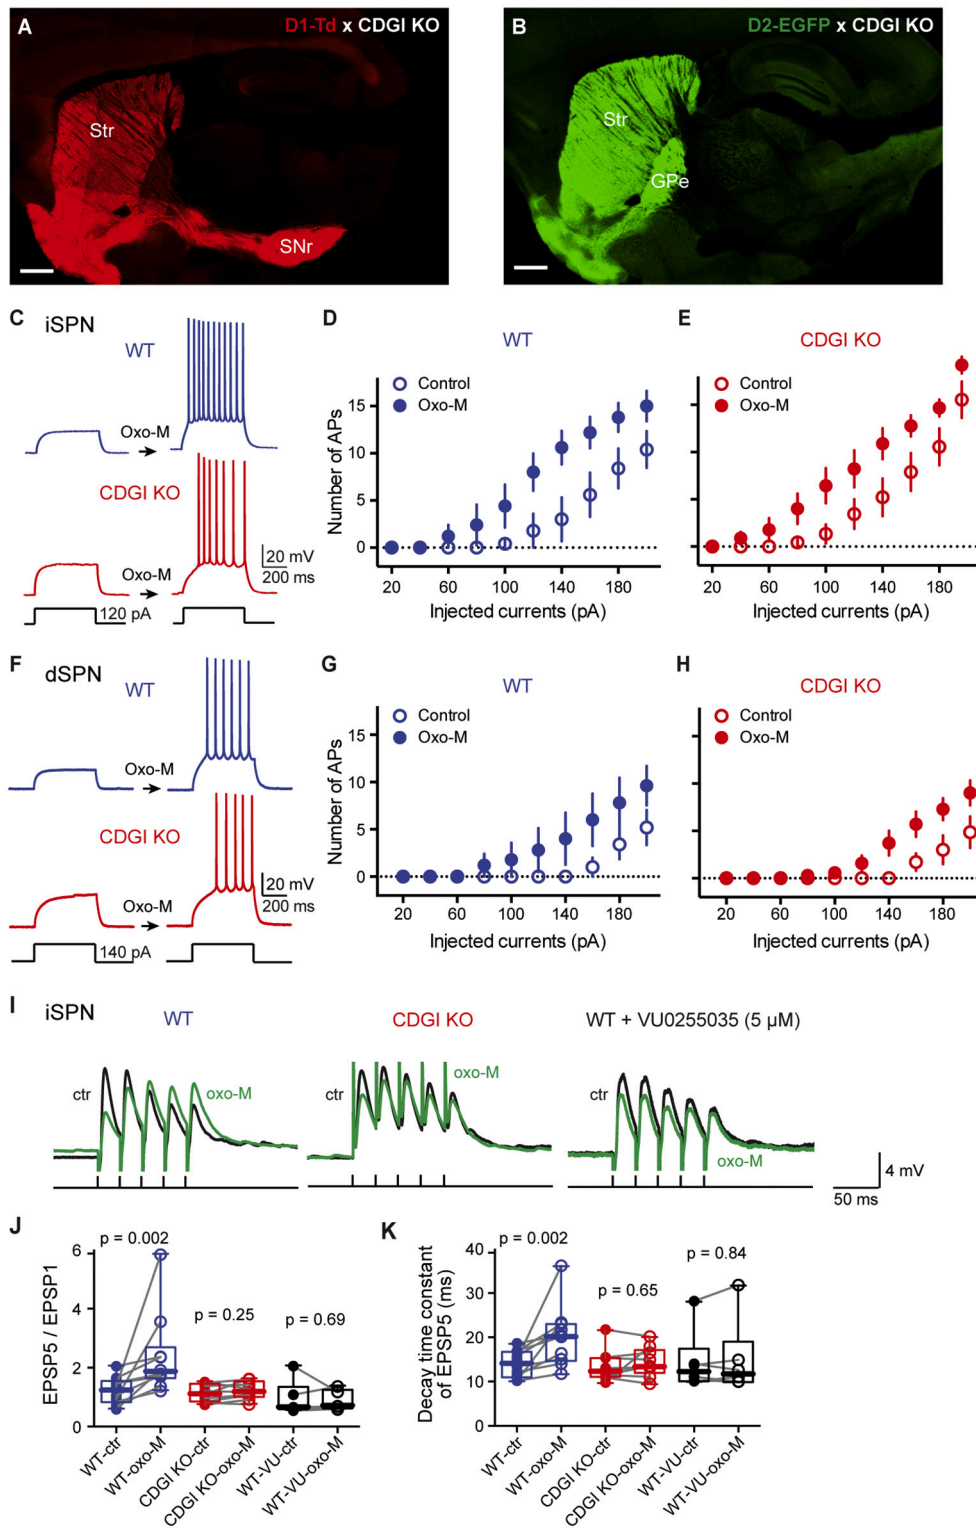 A
D1-Td x CDGI KO
Str
SNr
B
D2-EGFP x CDGI KO
Str
GPe
C
iSPN
WT
Oxo-M
CDGI KO
Oxo-M
20 mV
200 ms
120 pA
D
WT
Control
Oxo-M
Number of APs
15
10
5
0
20
60
100
140
180
Injected currents (pA)
E
CDGI KO
Control
Oxo-M
20
60
100
140
180
Injected currents (pA)
F
dSPN
WT
Oxo-M
CDGI KO
Oxo-M
20 mV
200 ms
140 pA
G
WT
Control
Oxo-M
Number of APs
15
10
5
0
20
60
100
140
180
Injected currents (pA)
H
CDGI KO
Control
Oxo-M
20
60
100
140
180
Injected currents (pA)
I
iSPN
WT
ctr
oxo-M
CDGI KO
ctr
oxo-M
WT + VU0255035 (5 µM)
ctr
oxo-M
4 mV
50 ms
J
p = 0.002
p = 0.25
p = 0.69
EPSP5 / EPSP1
6
4
2
0
WT-ctr
WT-oxo-M
CDGI KO-ctr
CDGI KO-oxo-M
WT-VU-ctr
WT-VU-oxo-M
K
p = 0.002
p = 0.65
p = 0.84
Decay time constant
of EPSP5 (ms)
40
30
20
10
0
WT-ctr
WT-oxo-M
CDGI KO-ctr
CDGI KO-oxo-M
WT-VU-ctr
WT-VU-oxo-M